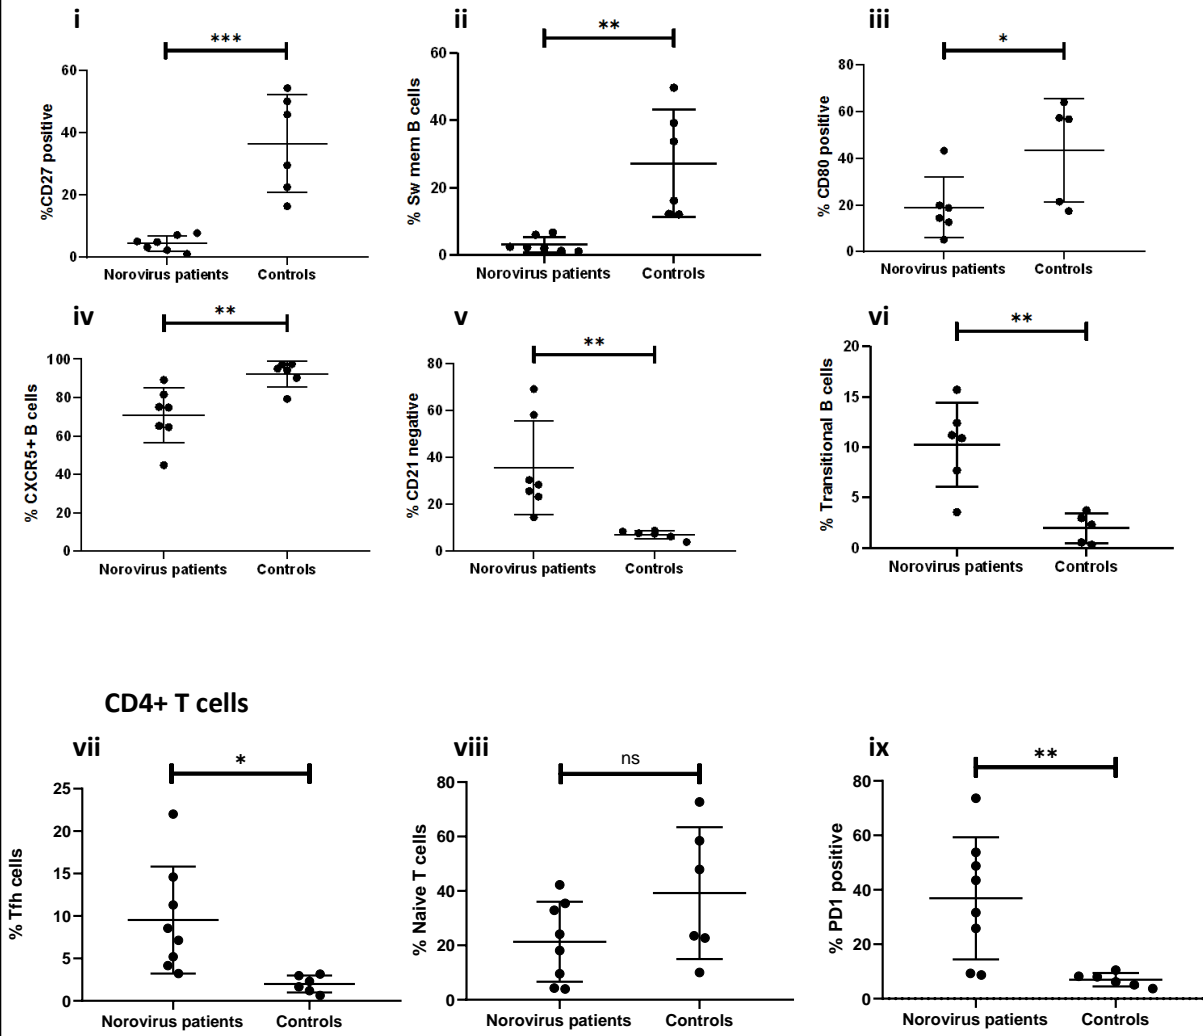 i
***
60
40
20
0
%CD27 positive
Norovirus patients
Controls
ii
**
60
40
20
0
% Sw mem B cells
Norovirus patients
Controls
iii
*
80
60
40
20
0
% CD80 positive
Norovirus patients
Controls
iv
**
100
80
60
40
20
0
% CXCR5+ B cells
Norovirus patients
Controls
v
**
80
60
40
20
0
% CD21 negative
Norovirus patients
Controls
vi
**
20
15
10
5
0
% Transitional B cells
Norovirus patients
Controls
CD4+ T cells
vii
*
25
20
15
10
5
0
% Tfh cells
Norovirus patients
Controls
viii
ns
80
60
40
20
0
% Naive T cells
Norovirus patients
Controls
ix
**
80
60
40
20
0
% PD1 positive
Norovirus patients
Controls